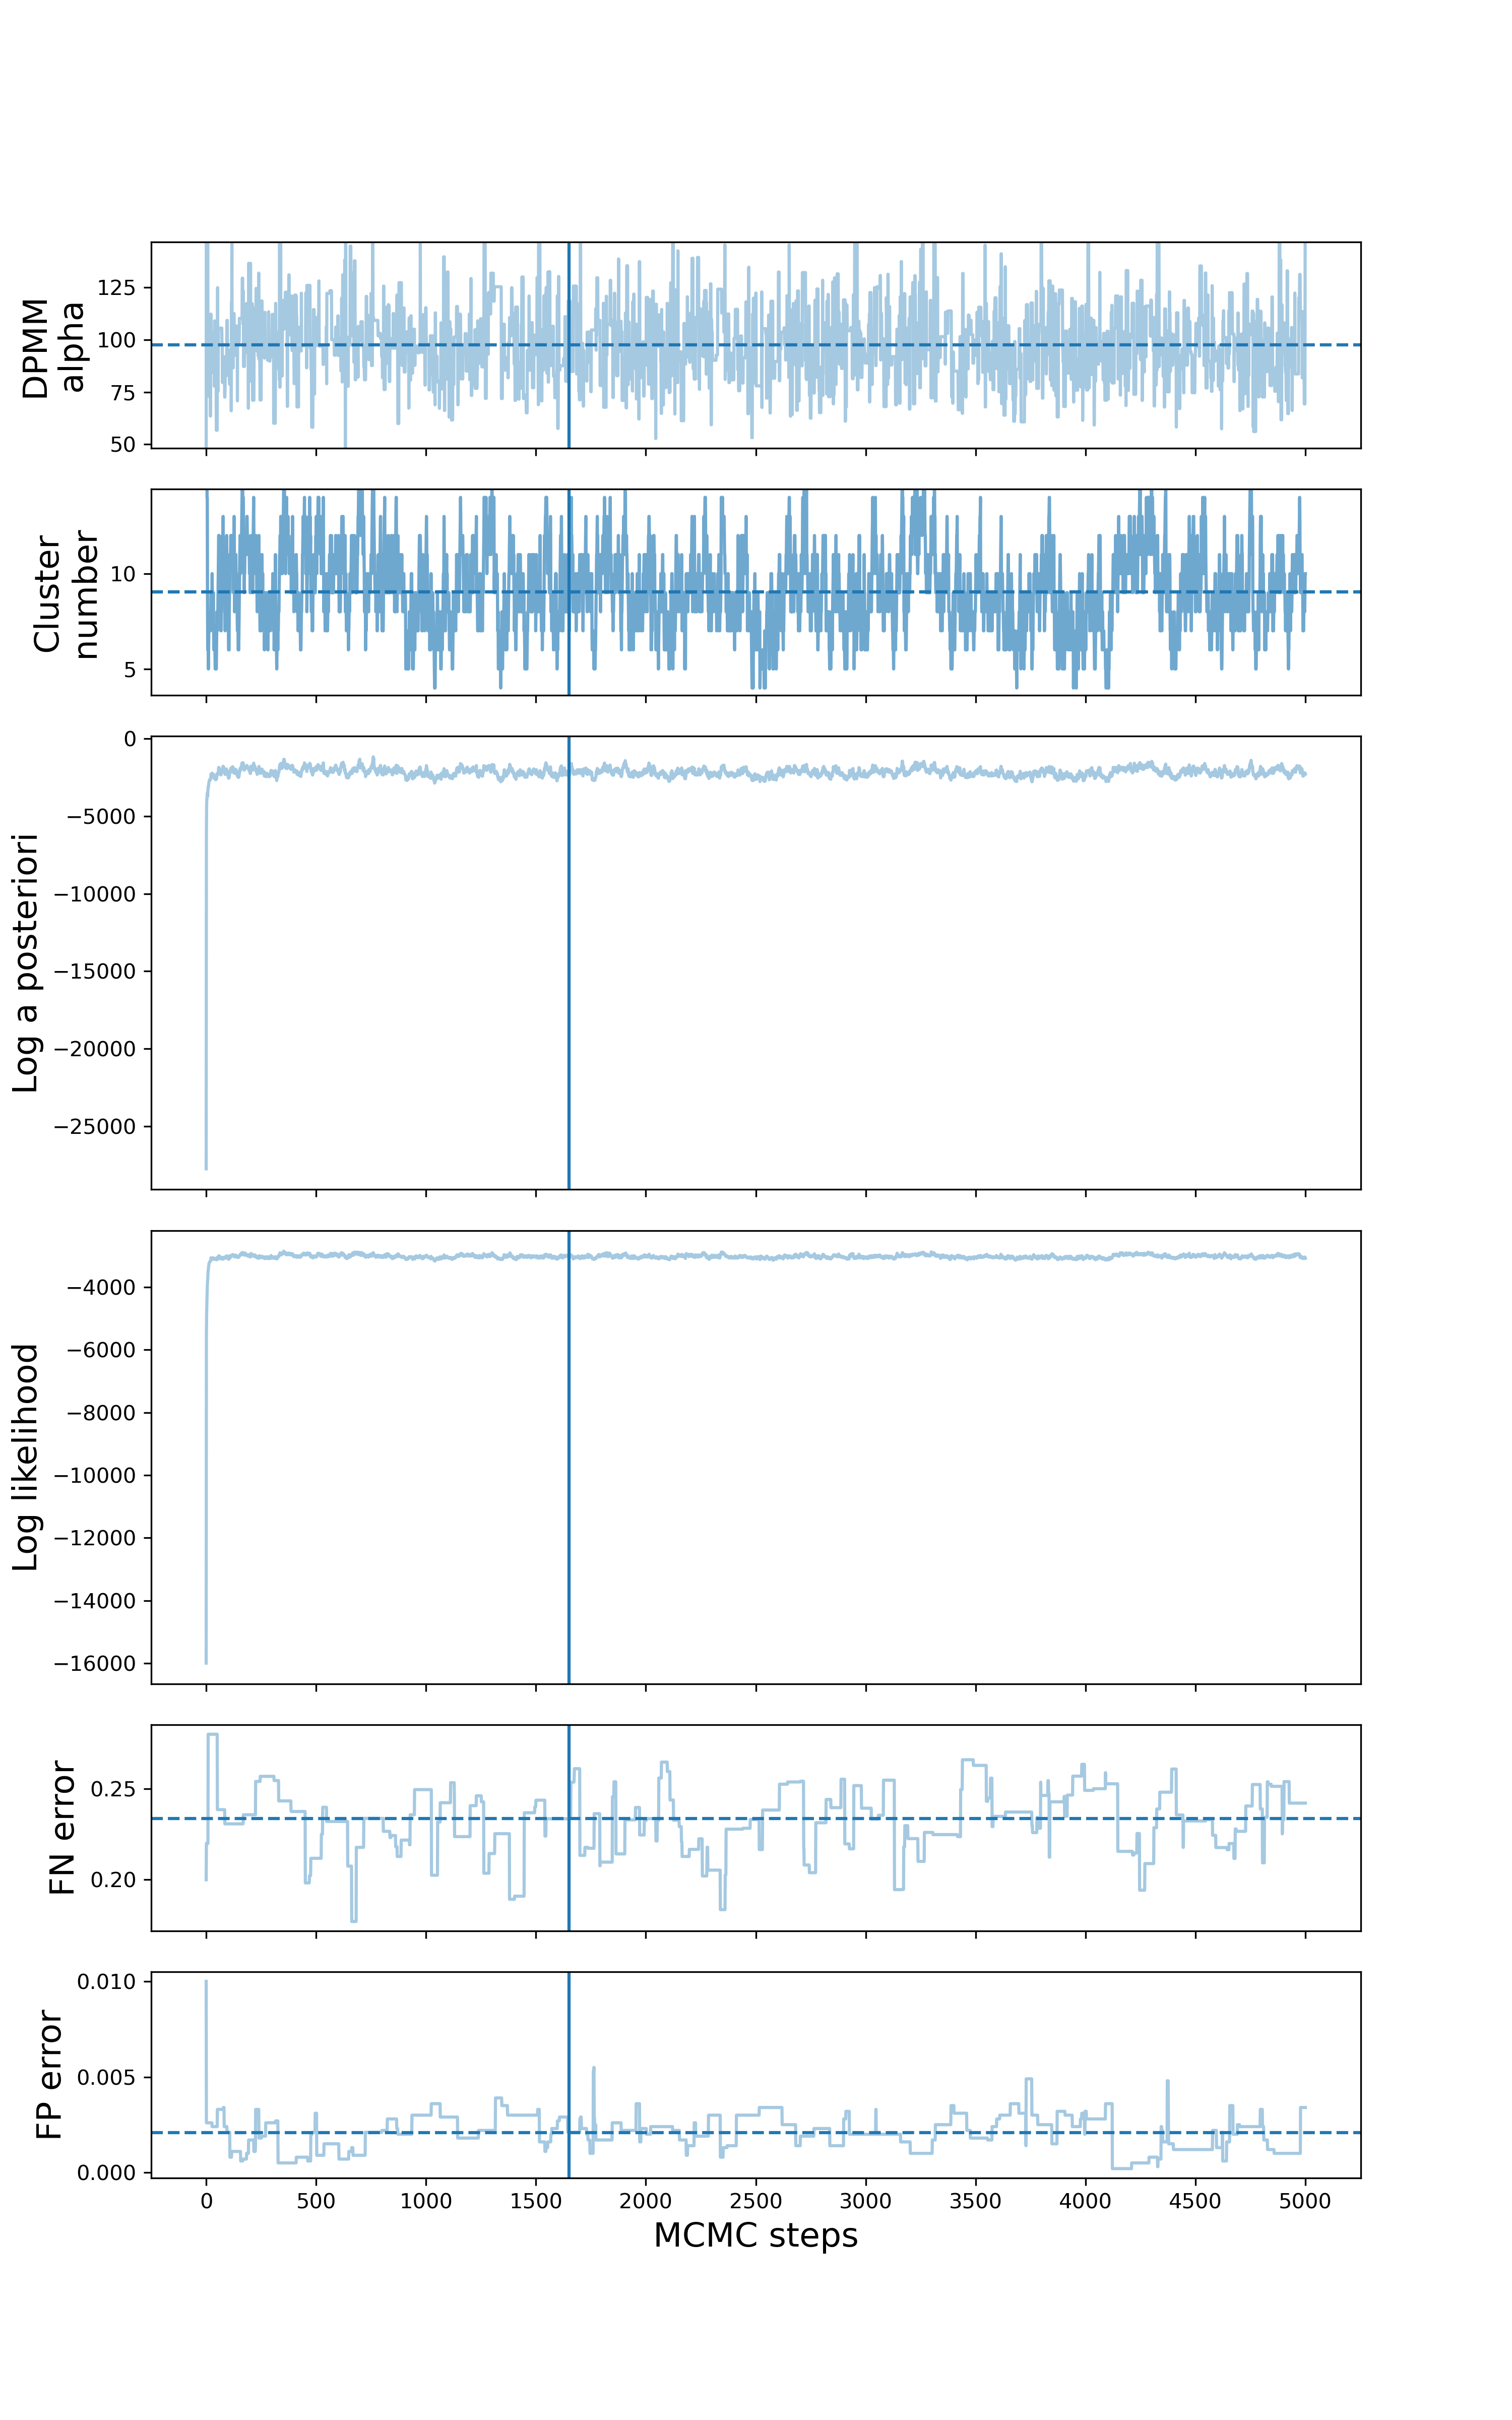 DPMM
alpha
125
100
75
50
Cluster
number
10
5
Log a posteriori
0
−5000
−10000
−15000
−20000
−25000
Log likelihood
−4000
−6000
−8000
−10000
−12000
−14000
−16000
FN error
0.25
0.20
FP error
0.010
0.005
0.000
0 500 1000 1500 2000 2500 3000 3500 4000 4500 5000
MCMC steps